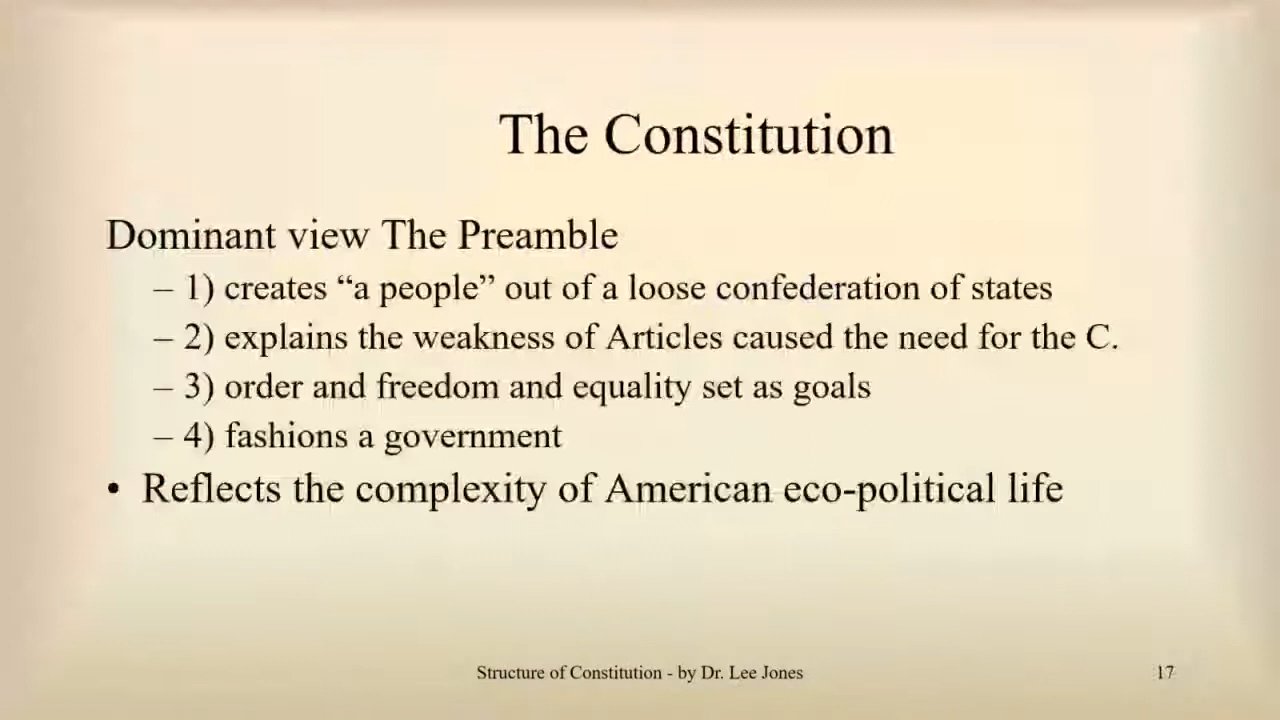 The Constitution
Dominant view The Preamble
– 1) creates “a people” out of a loose confederation of states
– 2) explains the weakness of Articles caused the need for the C.
– 3) order and freedom and equality set as goals
– 4) fashions a government
• Reflects the complexity of American eco-political life
Structure of Constitution - by Dr. Lee Jones
17